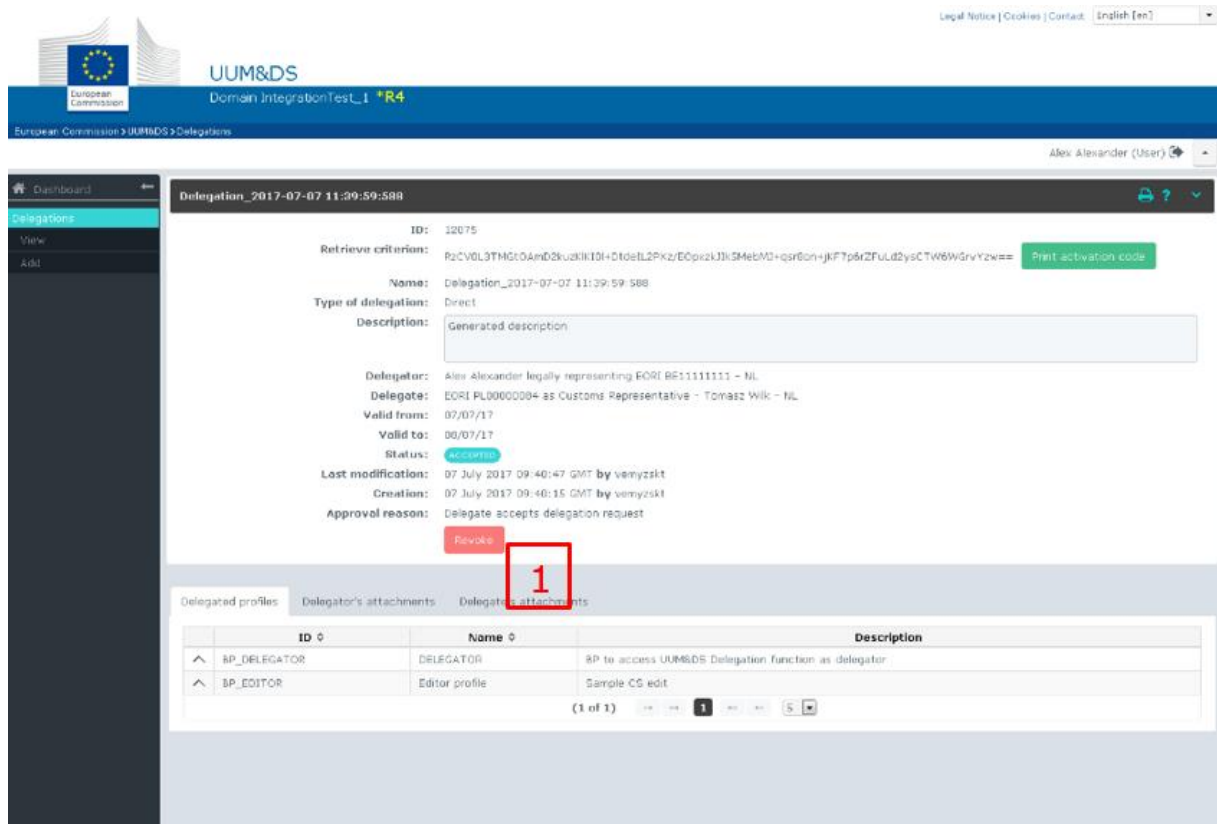 Legal Notice | Cookies | Contact English [en]
European
Commission
UUM&DS
Domain IntegrationTest_1 *R4
European Commission > UUM&DS > Delegations
Alex Alexander (User)
Dashboard
Delegations
View
Add
Delegation_2017-07-07 11:39:59:588
ID: 12075
Retrieve criterion: Print activation code
Name: Delegation_2017-07-07 11:39:59:588
Type of delegation: Direct
Description: Generated description
Delegator: Alex Alexander legally representing EORI BE11111111 - NL
Delegate: EORI PL00000084 as Customs Representative - Tomasz Wilk - NL
Valid from: 07/07/17
Valid to: 08/07/17
Status: ACCEPTED
Last modification: 07 July 2017 09:40:47 GMT by vemyzskt
Creation: 07 July 2017 09:40:15 GMT by vemyzskt
Approval reason: Delegate accepts delegation request
Revoke
1
Delegated profiles Delegator's attachments Delegate's attachments
ID Name Description
BP_DELEGATOR DELEGATOR BP to access UUM&DS Delegation function as delegator
BP_EDITOR Editor profile Sample CS edit
(1 of 1) 1 5